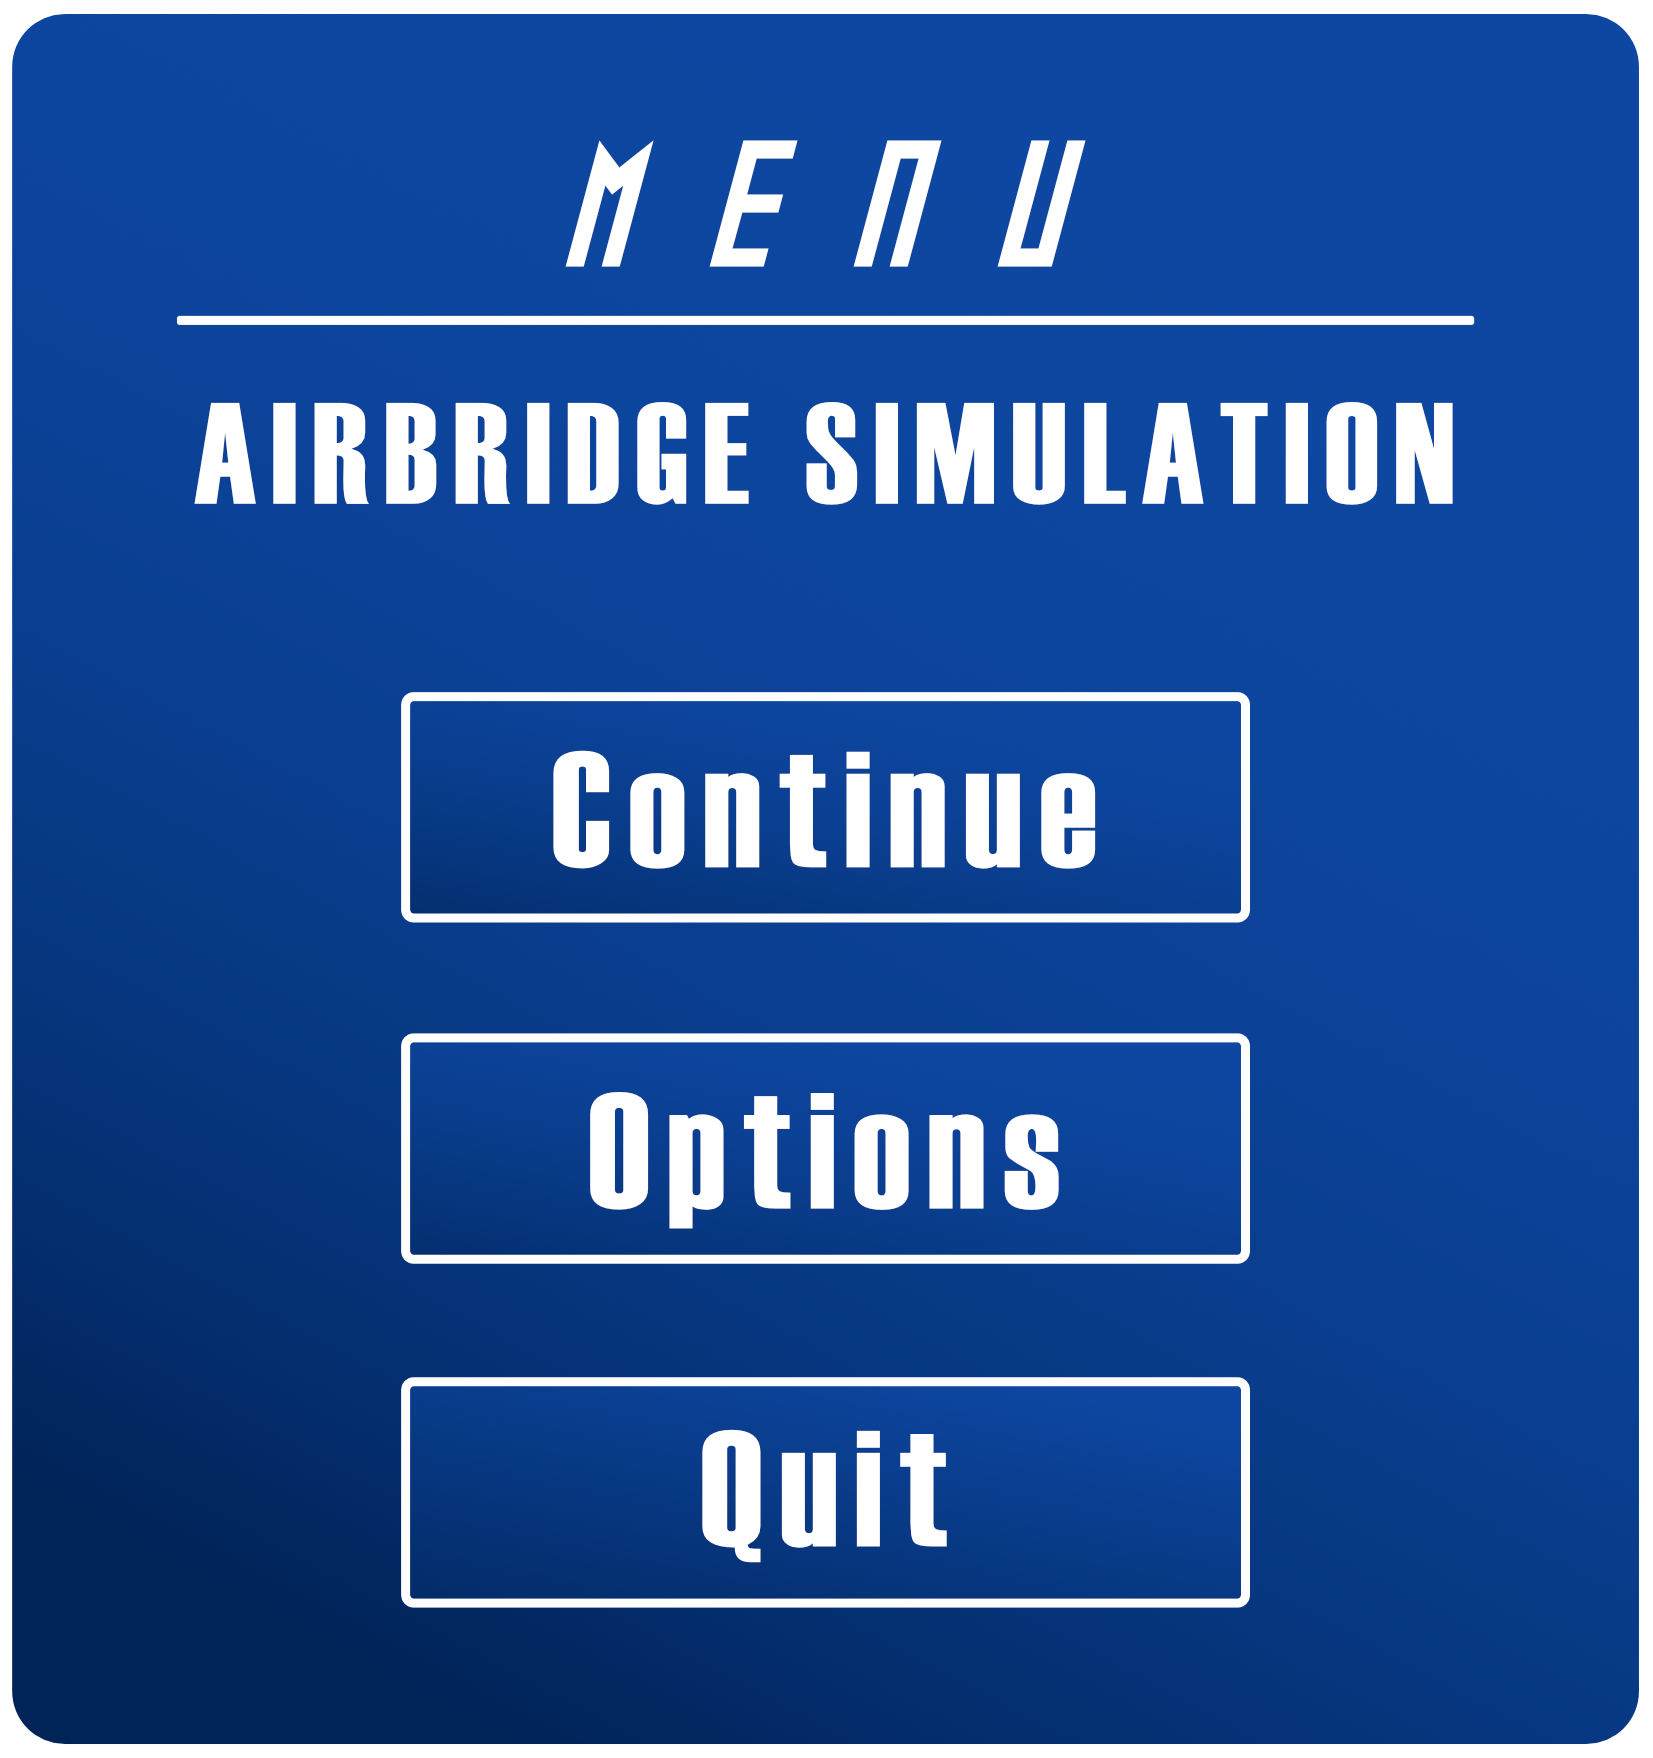 MENU
AIRBRIDGE SIMULATION
Continue
Options
Quit